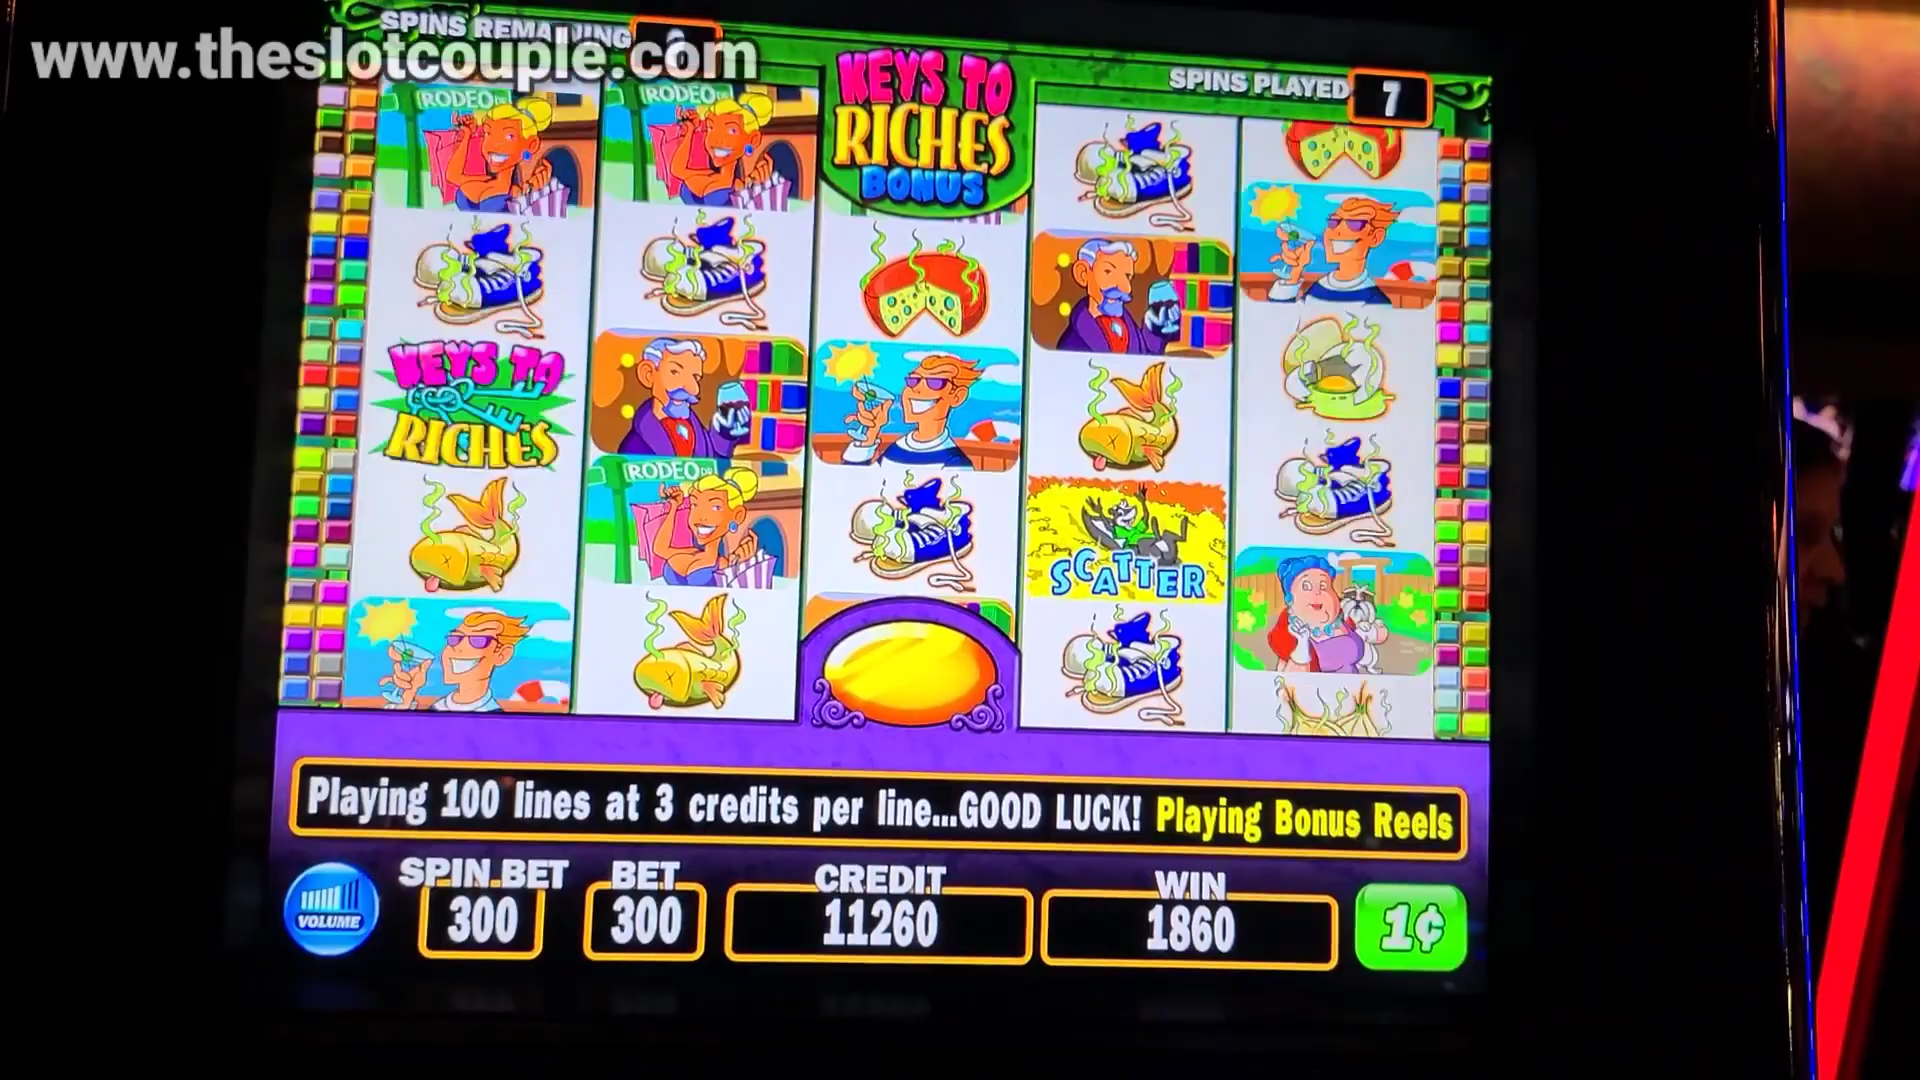 SPINS REMAINING
www.theslotcouple.com
SPINS PLAYED 7
KEYS TO
RICHES
BONUS
RODEO DR
RODEO DR
KEYS TO
RICHES
RODEO DR
SCATTER
Playing 100 lines at 3 credits per line...GOOD LUCK! Playing Bonus Reels
VOLUME
SPIN BET
300
BET
300
CREDIT
11260
WIN
1860
1¢